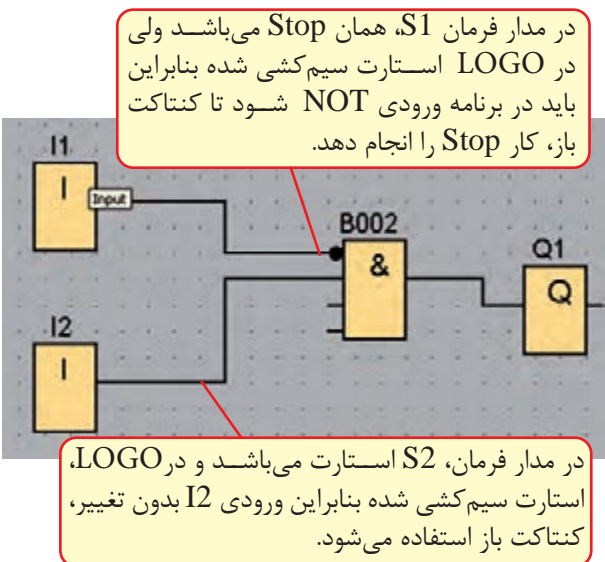 در مدار فرمان S1، همان Stop می‌باشد ولی
در LOGO استارت سیم‌کشی شده بنابراین
باید در برنامه ورودی NOT شود تا کنتاکت
باز، کار Stop را انجام دهد.
I1
I
Input
B002
&
Q1
Q
I2
I
در مدار فرمان، S2 استارت می‌باشد و در LOGO،
استارت سیم‌کشی شده بنابراین ورودی I2 بدون تغییر،
کنتاکت باز استفاده می‌شود.